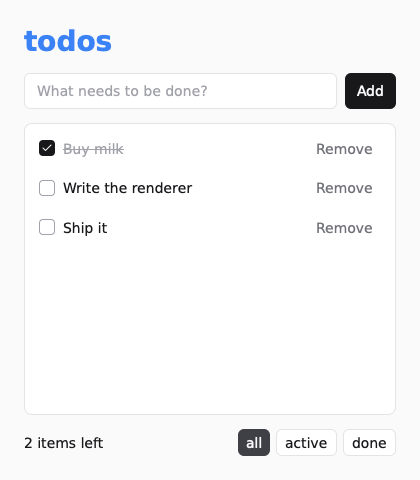 todos
What needs to be done? Add
Buy milk Remove
Write the renderer Remove
Ship it Remove
2 items left all active done